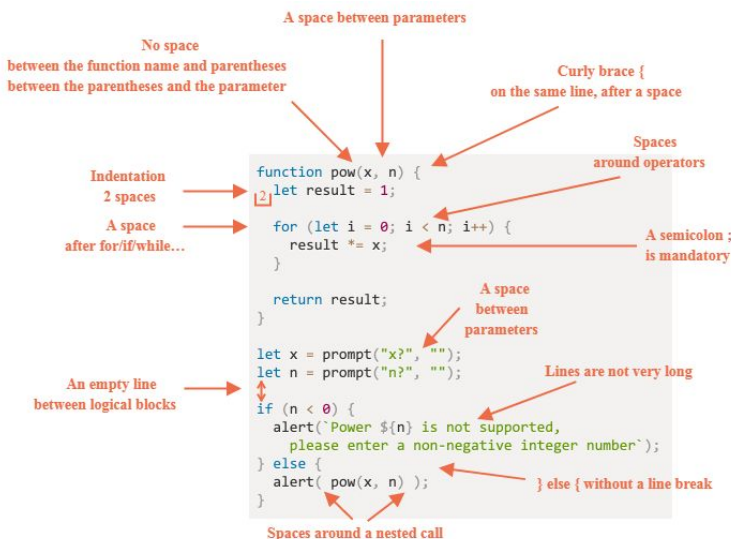 A space between parameters
No space
between the function name and parentheses
between the parentheses and the parameter
Curly brace {
on the same line, after a space
Spaces
around operators
Indentation
2 spaces
A space
after for/if/while…
function pow(x, n) {
2
  let result = 1;
  for (let i = 0; i < n; i++) {
    result *= x;
  }
  return result;
}
A semicolon ;
is mandatory
A space
between
parameters
let x = prompt("x?", "");
let n = prompt("n?", "");
An empty line
between logical blocks
Lines are not very long
if (n < 0) {
  alert(`Power ${n} is not supported,
    please enter a non-negative integer number`);
} else {
  alert( pow(x, n) );
}
} else { without a line break
Spaces around a nested call